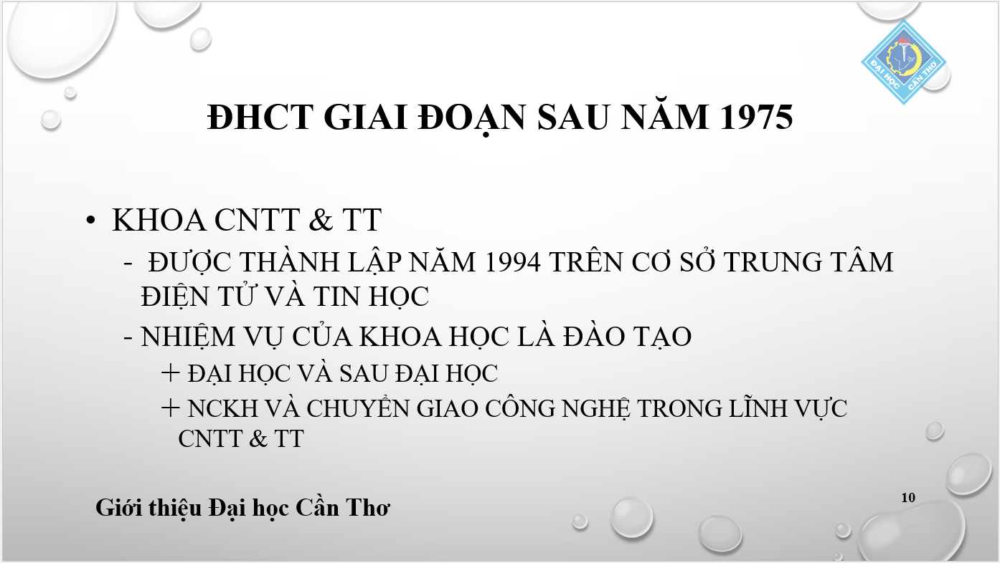 ĐẠI HỌC CẦN THƠ
ĐHCT GIAI ĐOẠN SAU NĂM 1975
• KHOA CNTT & TT
- ĐƯỢC THÀNH LẬP NĂM 1994 TRÊN CƠ SỞ TRUNG TÂM
ĐIỆN TỬ VÀ TIN HỌC
- NHIỆM VỤ CỦA KHOA HỌC LÀ ĐÀO TẠO
+ ĐẠI HỌC VÀ SAU ĐẠI HỌC
+ NCKH VÀ CHUYỂN GIAO CÔNG NGHỆ TRONG LĨNH VỰC
CNTT & TT
Giới thiệu Đại học Cần Thơ
10